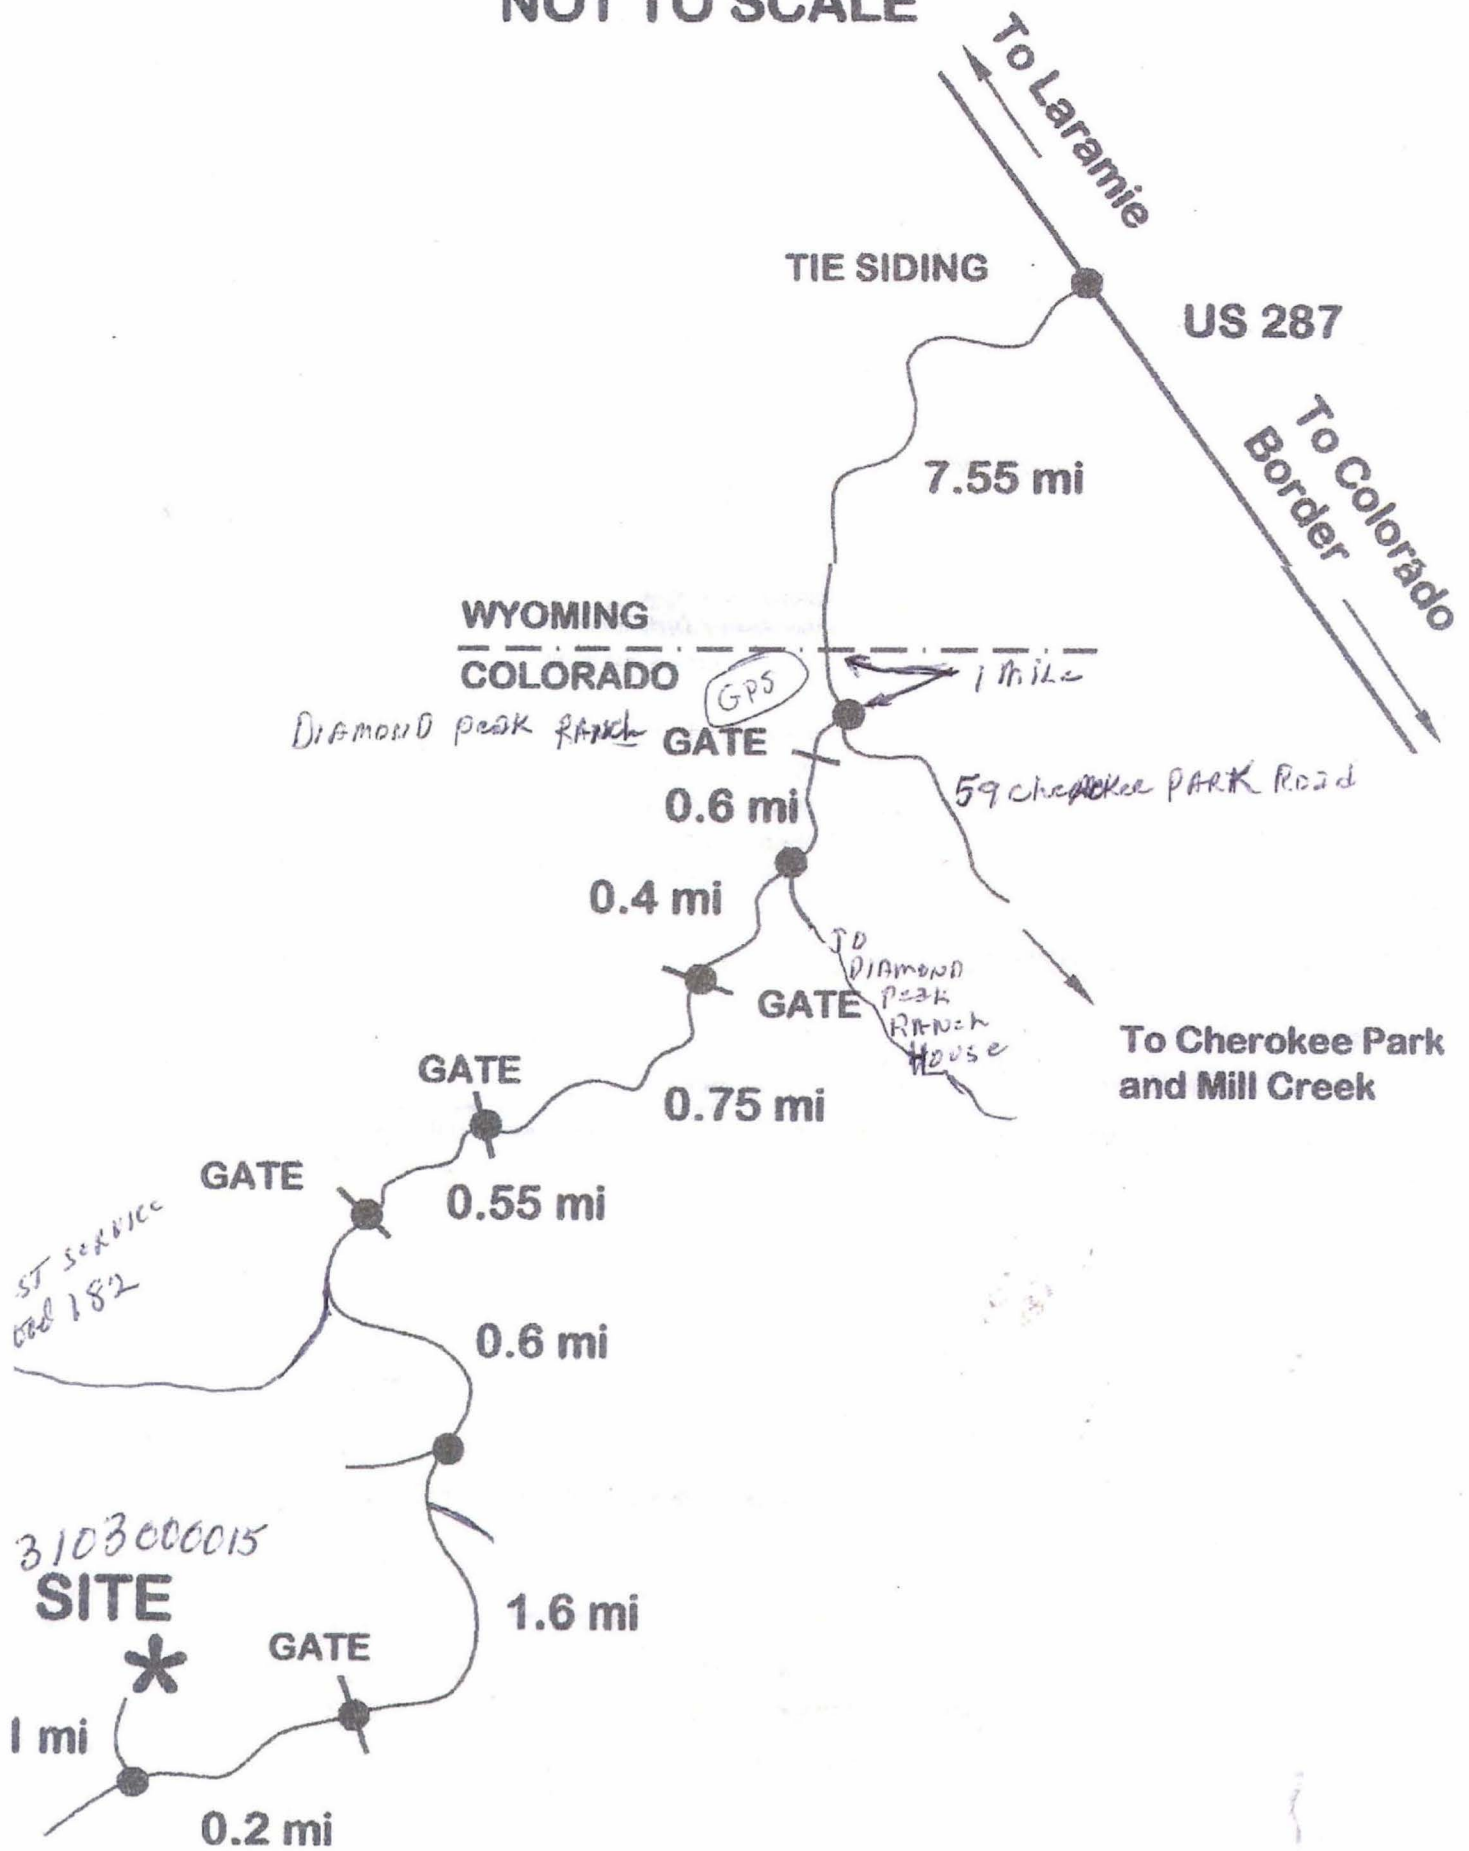 NOT TO SCALE
To Laramie
TIE SIDING
US 287
To Colorado
Border
7.55 mi
WYOMING
COLORADO
GPS
1 mile
DIAMOND peak RANch
GATE
59 PARK Road
0.6 mi
0.4 mi
TO
DIAMOND
Peak
RANch
House
GATE
To Cherokee Park
and Mill Creek
GATE
0.75 mi
GATE
0.55 mi
ST SERVICE
182
0.6 mi
3103000015
SITE
1.6 mi
GATE
mi
0.2 mi